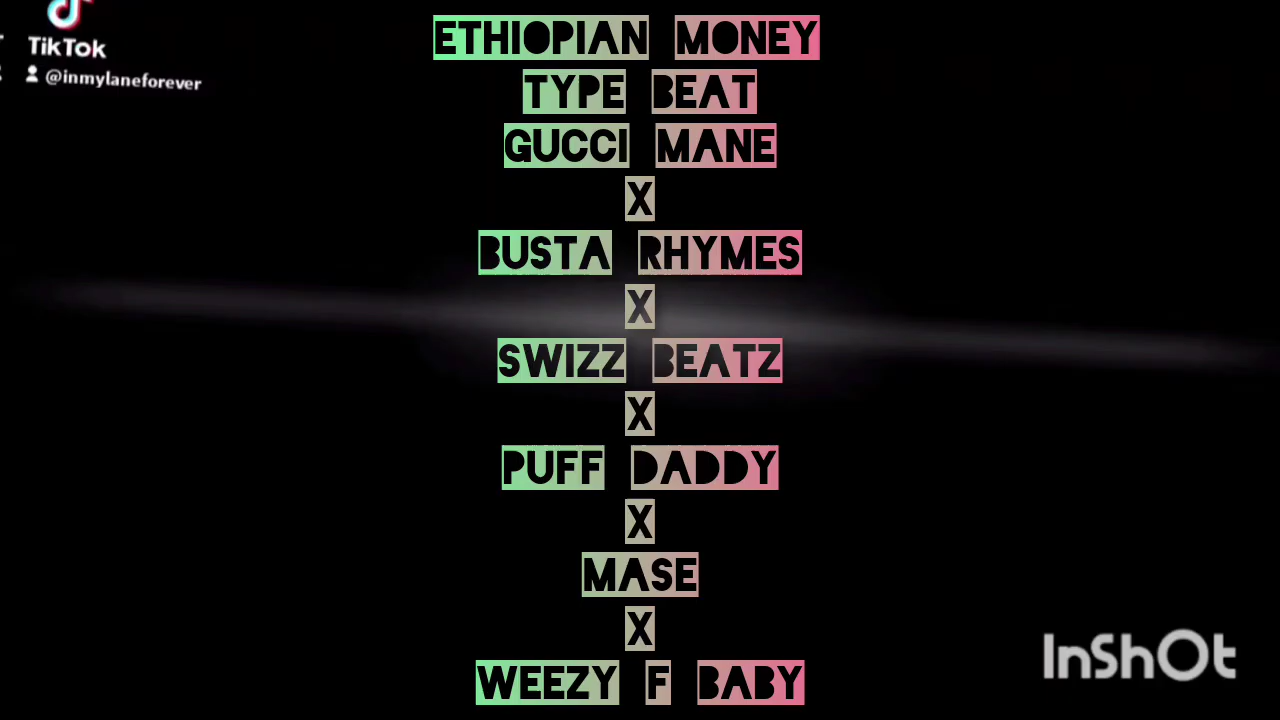 TikTok
@inmylaneforever
ETHIOPIAN MONEY
TYPE BEAT
GUCCI MANE
X
BUSTA RHYMES
X
SWIZZ BEATZ
X
PUFF DADDY
X
MASE
X
WEEZY F BABY
InShOt